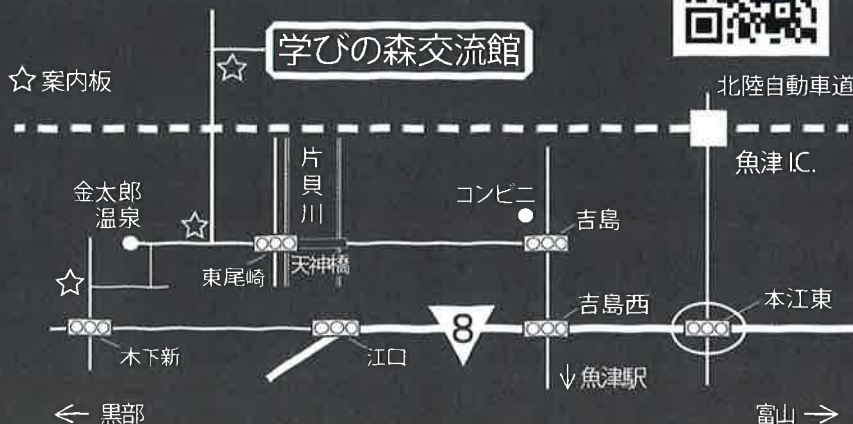 学びの森交流館
☆案内板
北陸自動車道
魚津I.C.
片貝川
金太郎
温泉
コンビニ
吉島
東尾崎
天神橋
吉島西
本江東
8
木下新
江口
↓魚津駅
← 黒部
富山 →